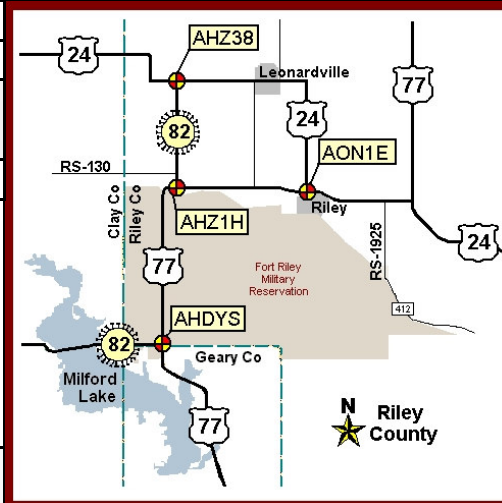 AHZ38
24
Leonardville
77
24
82
AON1E
RS-130
Clay Co
Riley Co
AHZ1H
Riley
RS-1925
24
77
Fort Riley
Military
Reservation
412
AHDYS
82
Geary Co
Milford
Lake
77
N
Riley
County